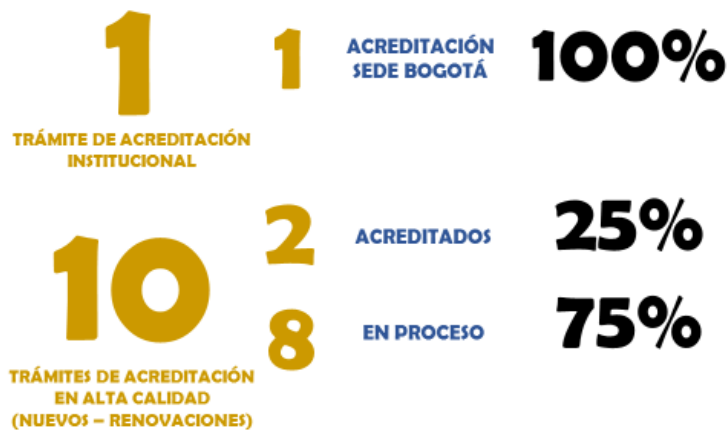 1
TRÁMITE DE ACREDITACIÓN
INSTITUCIONAL
1
ACREDITACIÓN
SEDE BOGOTÁ
100%
10
TRÁMITES DE ACREDITACIÓN
EN ALTA CALIDAD
(NUEVOS – RENOVACIONES)
2
ACREDITADOS
25%
8
EN PROCESO
75%